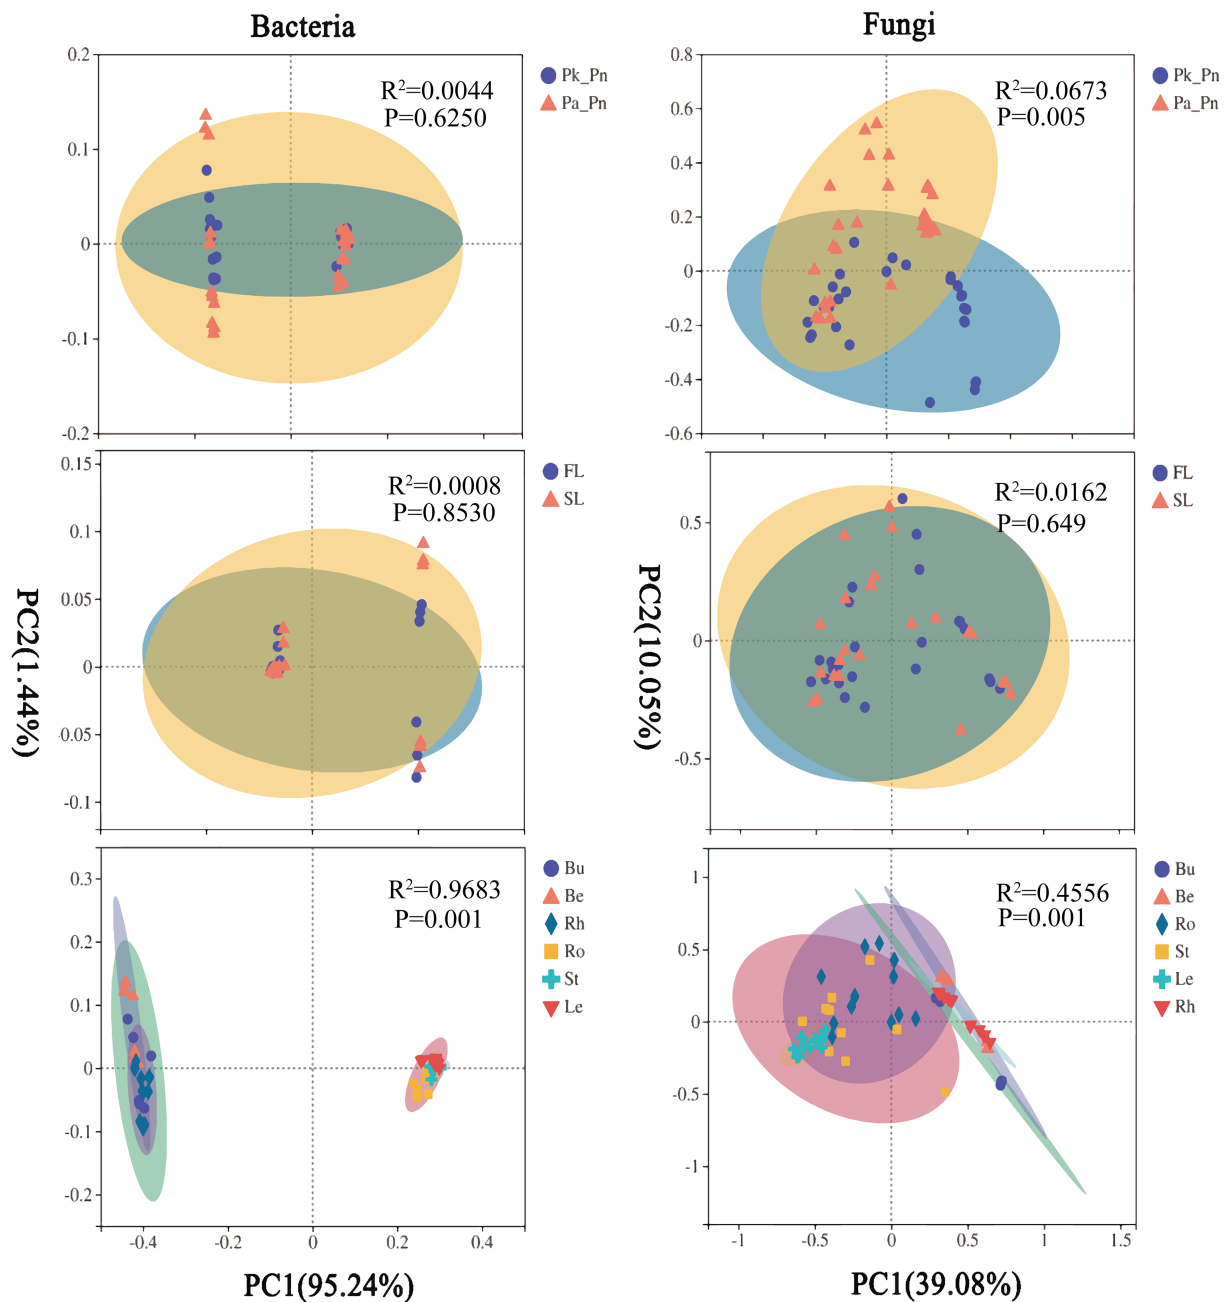 Bacteria
Fungi
0.2
0.1
0
-0.1
-0.2
R²=0.0044
P=0.6250
Pk_Pn
Pa_Pn
0.8
0.6
0.4
0.2
0
-0.2
-0.4
-0.6
R²=0.0673
P=0.005
Pk_Pn
Pa_Pn
PC2(1.44%)
0.15
0.1
0.05
0
-0.05
-0.1
R²=0.0008
P=0.8530
FL
SL
PC2(10.05%)
0.5
0
-0.5
R²=0.0162
P=0.649
FL
SL
0.3
0.2
0.1
0
-0.1
-0.2
R²=0.9683
P=0.001
Bu
Be
Rh
Ro
St
Le
-0.4
-0.2
0
0.2
0.4
PC1(95.24%)
1
0.5
0
-0.5
-1
R²=0.4556
P=0.001
Bu
Be
Ro
St
Le
Rh
-1
-0.5
0
0.5
1
1.5
PC1(39.08%)